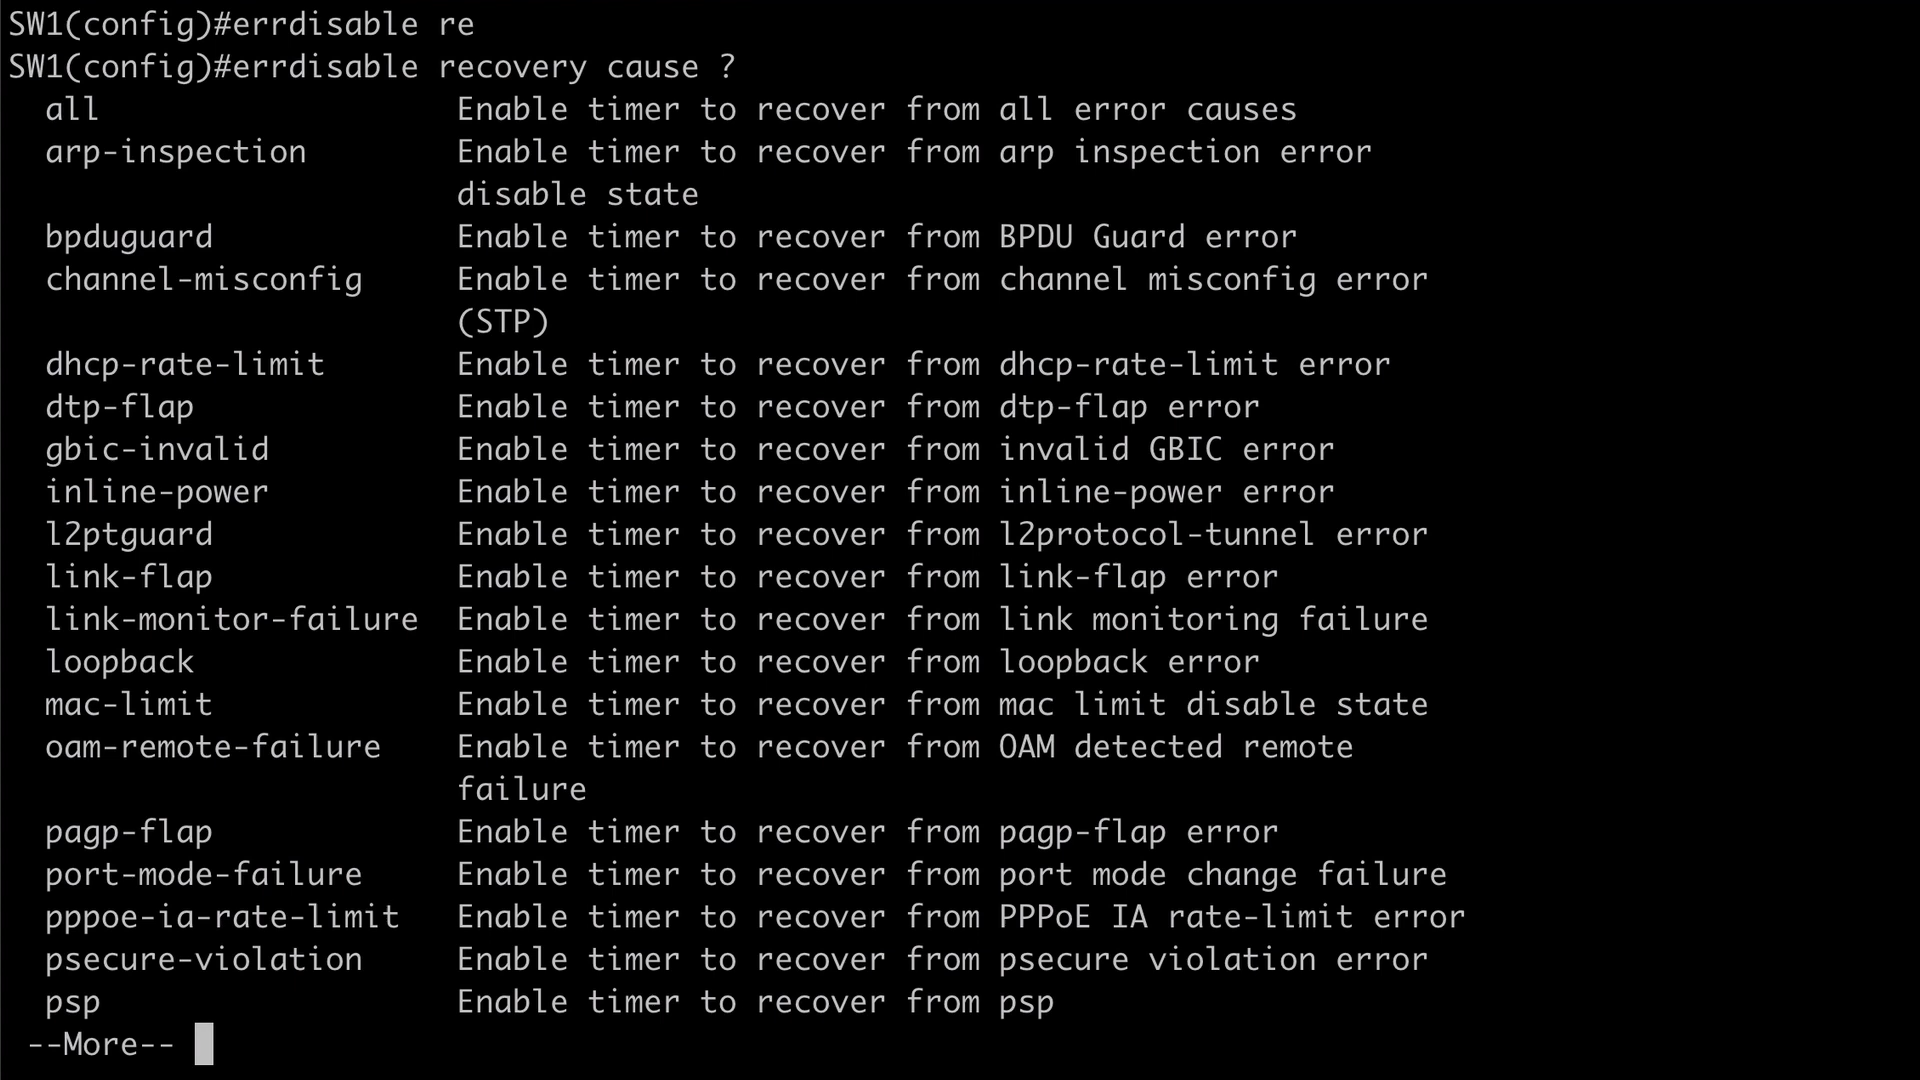 SW1(config)#errdisable re
SW1(config)#errdisable recovery cause ?
  all                   Enable timer to recover from all error causes
  arp-inspection        Enable timer to recover from arp inspection error
                        disable state
  bpduguard             Enable timer to recover from BPDU Guard error
  channel-misconfig     Enable timer to recover from channel misconfig error
                        (STP)
  dhcp-rate-limit       Enable timer to recover from dhcp-rate-limit error
  dtp-flap              Enable timer to recover from dtp-flap error
  gbic-invalid          Enable timer to recover from invalid GBIC error
  inline-power          Enable timer to recover from inline-power error
  l2ptguard             Enable timer to recover from l2protocol-tunnel error
  link-flap             Enable timer to recover from link-flap error
  link-monitor-failure  Enable timer to recover from link monitoring failure
  loopback              Enable timer to recover from loopback error
  mac-limit             Enable timer to recover from mac limit disable state
  oam-remote-failure    Enable timer to recover from OAM detected remote
                        failure
  pagp-flap             Enable timer to recover from pagp-flap error
  port-mode-failure     Enable timer to recover from port mode change failure
  pppoe-ia-rate-limit   Enable timer to recover from PPPoE IA rate-limit error
  psecure-violation     Enable timer to recover from psecure violation error
  psp                   Enable timer to recover from psp
 --More--